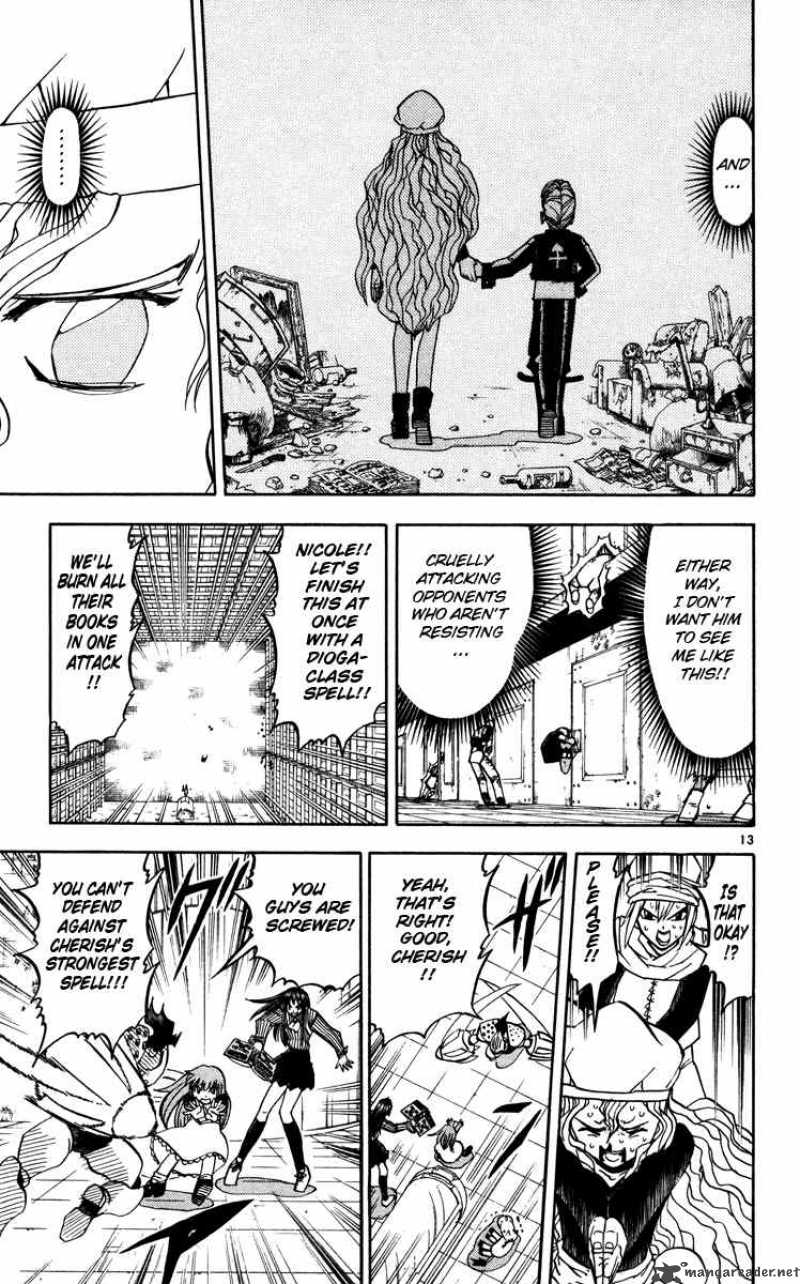 AND
...
........
EITHER
WAY,
I DON'T
WANT HIM
TO SEE
ME LIKE
THIS!!
CRUELLY
ATTACKING
OPPONENTS
WHO AREN'T
RESISTING
...
NICOLE!!
LET'S
FINISH
THIS AT
ONCE
WITH A
DIOGA-
CLASS
SPELL!!
WE'LL
BURN ALL
THEIR
BOOKS
IN ONE
ATTACK
!!
13
IS
THAT
OKAY
!?
PLEASE!!
YEAH,
THAT'S
RIGHT!
GOOD,
CHERISH
!!
YOU
GUYS ARE
SCREWED!
YOU CAN'T
DEFEND
AGAINST
CHERISH'S
STRONGEST
SPELL!!!
mangareader.net